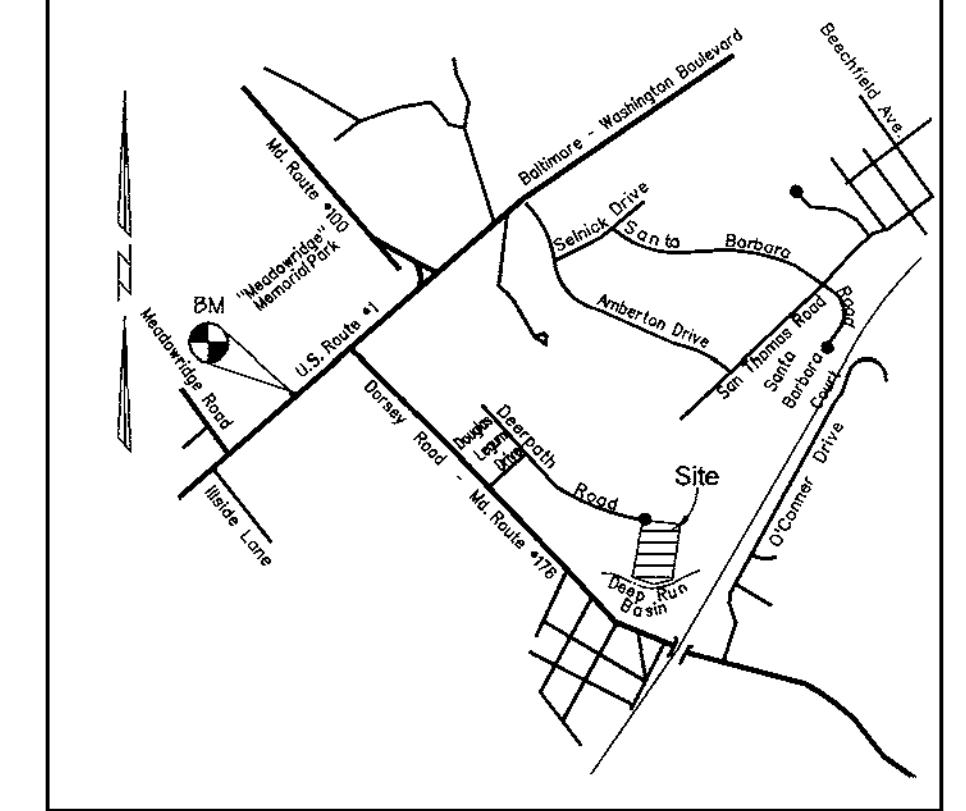 Beechfield Ave.
Baltimore - Washington Boulevard
Md. Route #100
Selnick Drive
Santa Barbara Road
"Meadowridge"
Memorial Park
N
BM
Meadowridge Road
U.S. Route #1
Amberton Drive
San Thomas Road
Santa
Barbara
Court
Dorsey Road - Md. Route #176
Deerpath Road
Douglas
Legum
Drive
Site
O'Conner Drive
Illside Lane
Deep Run
Basin